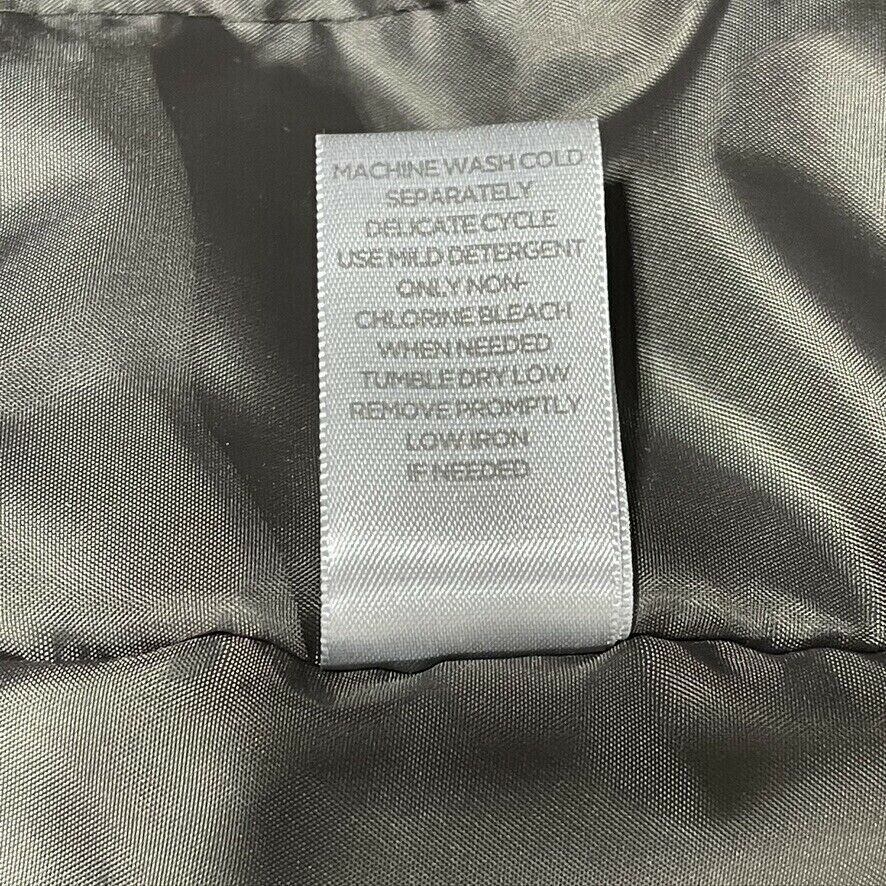 MACHINE WASH COLD
SEPARATELY
DELICATE CYCLE
USE MILD DETERGENT
ONLY NON-
CHLORINE BLEACH
WHEN NEEDED
TUMBLE DRY LOW
REMOVE PROMPTLY
LOW IRON
IF NEEDED